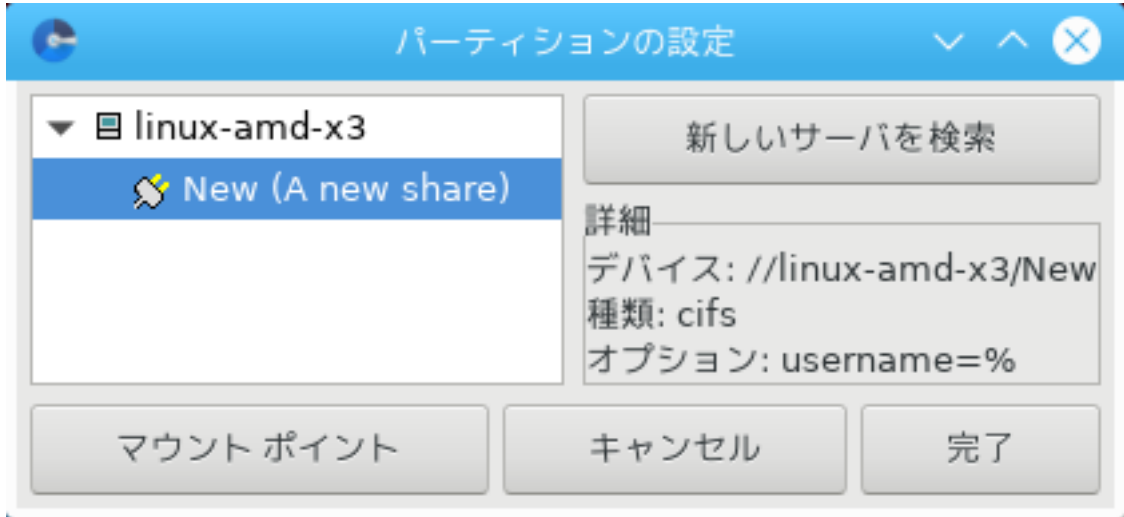 パーティションの設定
linux-amd-x3
New (A new share)
新しいサーバを検索
詳細
デバイス: //linux-amd-x3/New
種類: cifs
オプション: username=%
マウント ポイント
キャンセル
完了